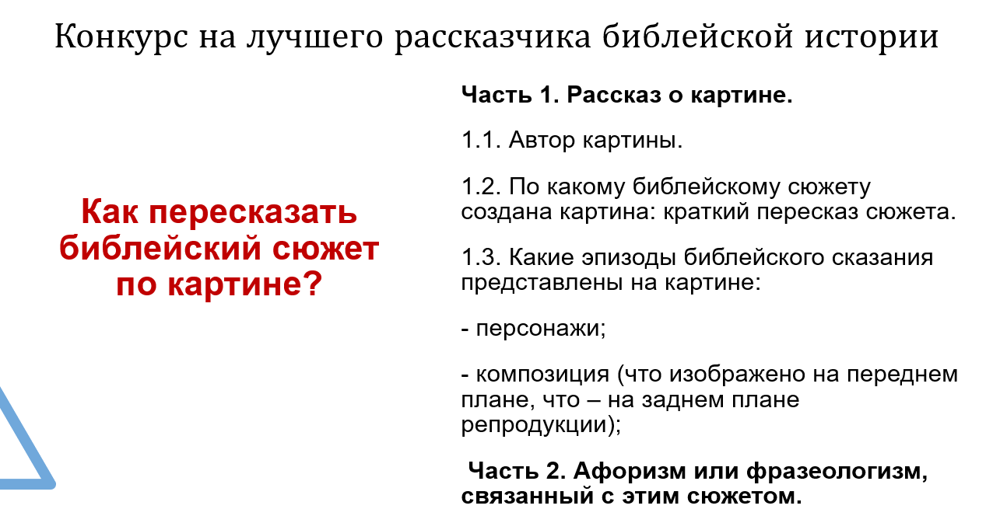 Конкурс на лучшего рассказчика библейской истории
Как пересказать
библейский сюжет
по картине?
Часть 1. Рассказ о картине.
1.1. Автор картины.
1.2. По какому библейскому сюжету
создана картина: краткий пересказ сюжета.
1.3. Какие эпизоды библейского сказания
представлены на картине:
- персонажи;
- композиция (что изображено на переднем
плане, что – на заднем плане
репродукции);
Часть 2. Афоризм или фразеологизм,
связанный с этим сюжетом.